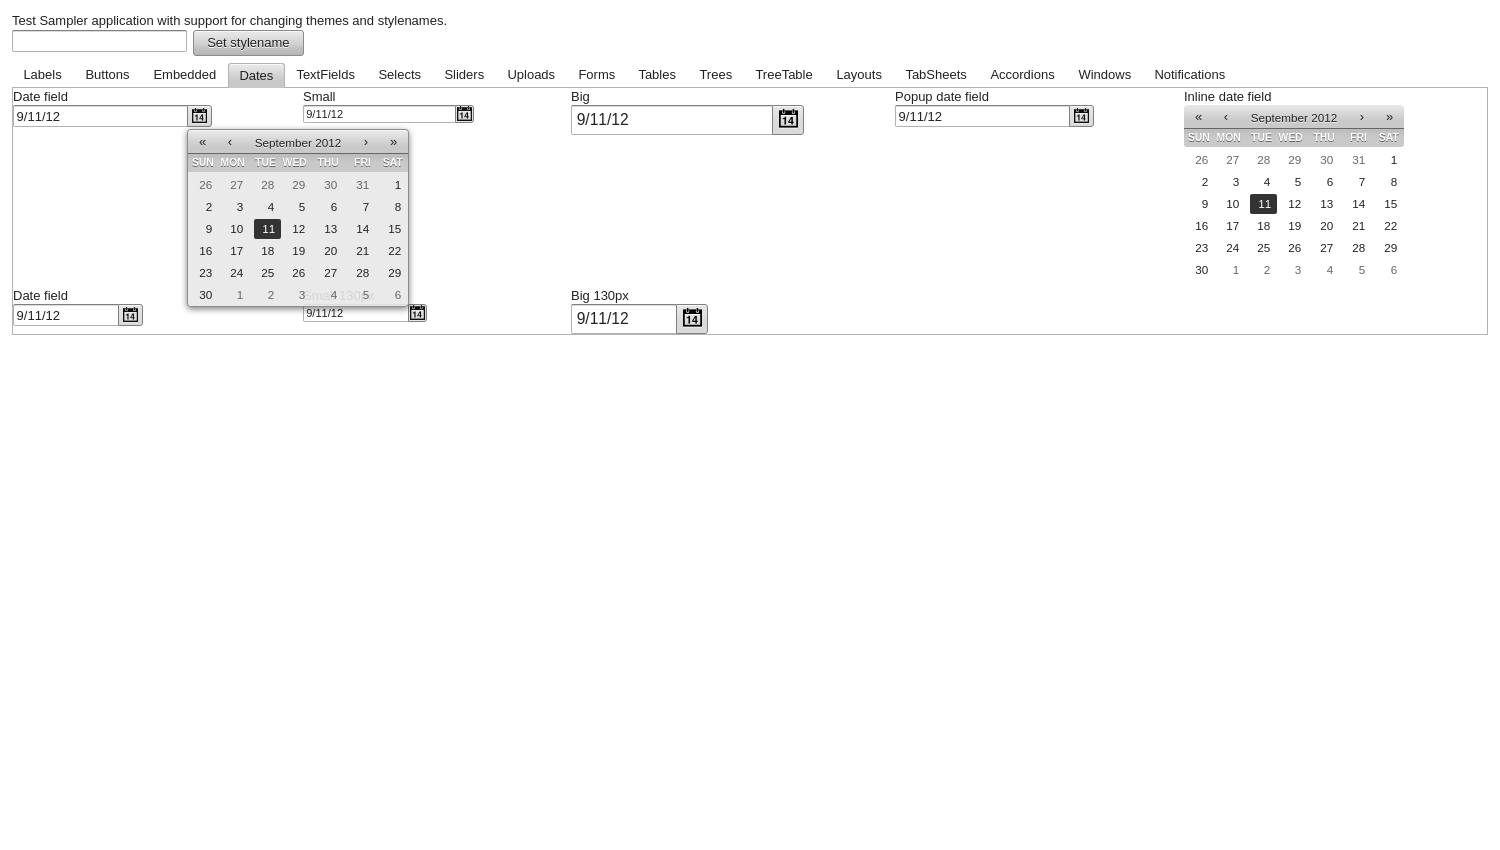 Test Sampler application with support for changing themes and stylenames.
Set stylename
Labels Buttons Embedded Dates TextFields Selects Sliders Uploads Forms Tables Trees TreeTable Layouts TabSheets Accordions Windows Notifications
Date field Small Big Popup date field Inline date field
9/11/12 14 9/11/12 14 9/11/12 14 9/11/12 14
« ‹ September 2012 › »
SUN MON TUE WED THU FRI SAT
26 27 28 29 30 31 1
2 3 4 5 6 7 8
9 10 11 12 13 14 15
16 17 18 19 20 21 22
23 24 25 26 27 28 29
30 1 2 3 4 5 6
« ‹ September 2012 › »
SUN MON TUE WED THU FRI SAT
26 27 28 29 30 31 1
2 3 4 5 6 7 8
9 10 11 12 13 14 15
16 17 18 19 20 21 22
23 24 25 26 27 28 29
30 1 2 3 4 5 6
Date field Small 130px Big 130px
9/11/12 14 9/11/12 14 9/11/12 14